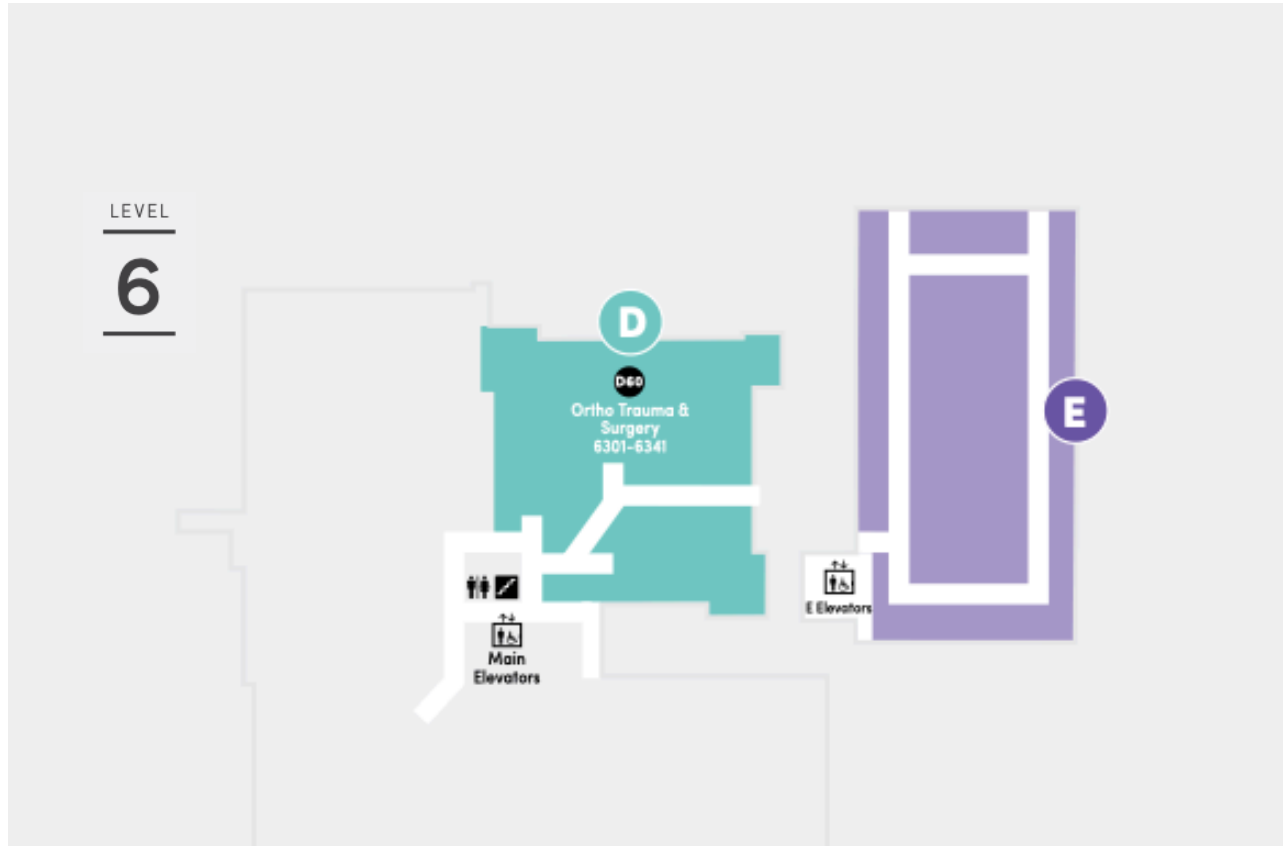 LEVEL
6
D
D60
Ortho Trauma &
Surgery
6301-6341
E
E Elevators
Main
Elevators